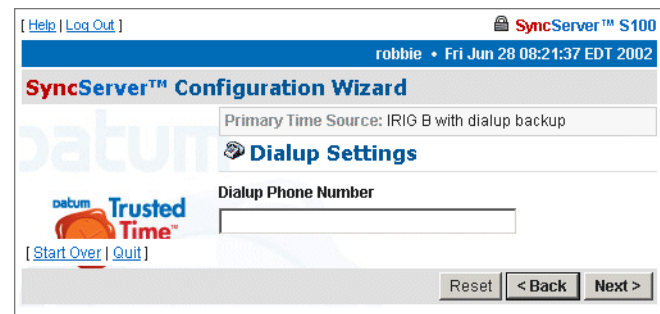 [ Help | Log Out ]
SyncServer™ S100
robbie • Fri Jun 28 08:21:37 EDT 2002
SyncServer™ Configuration Wizard
Primary Time Source: IRIG B with dialup backup
Datum
Dialup Settings
Datum Trusted
Time™
Dialup Phone Number
[ Start Over | Quit ]
Reset
< Back
Next >